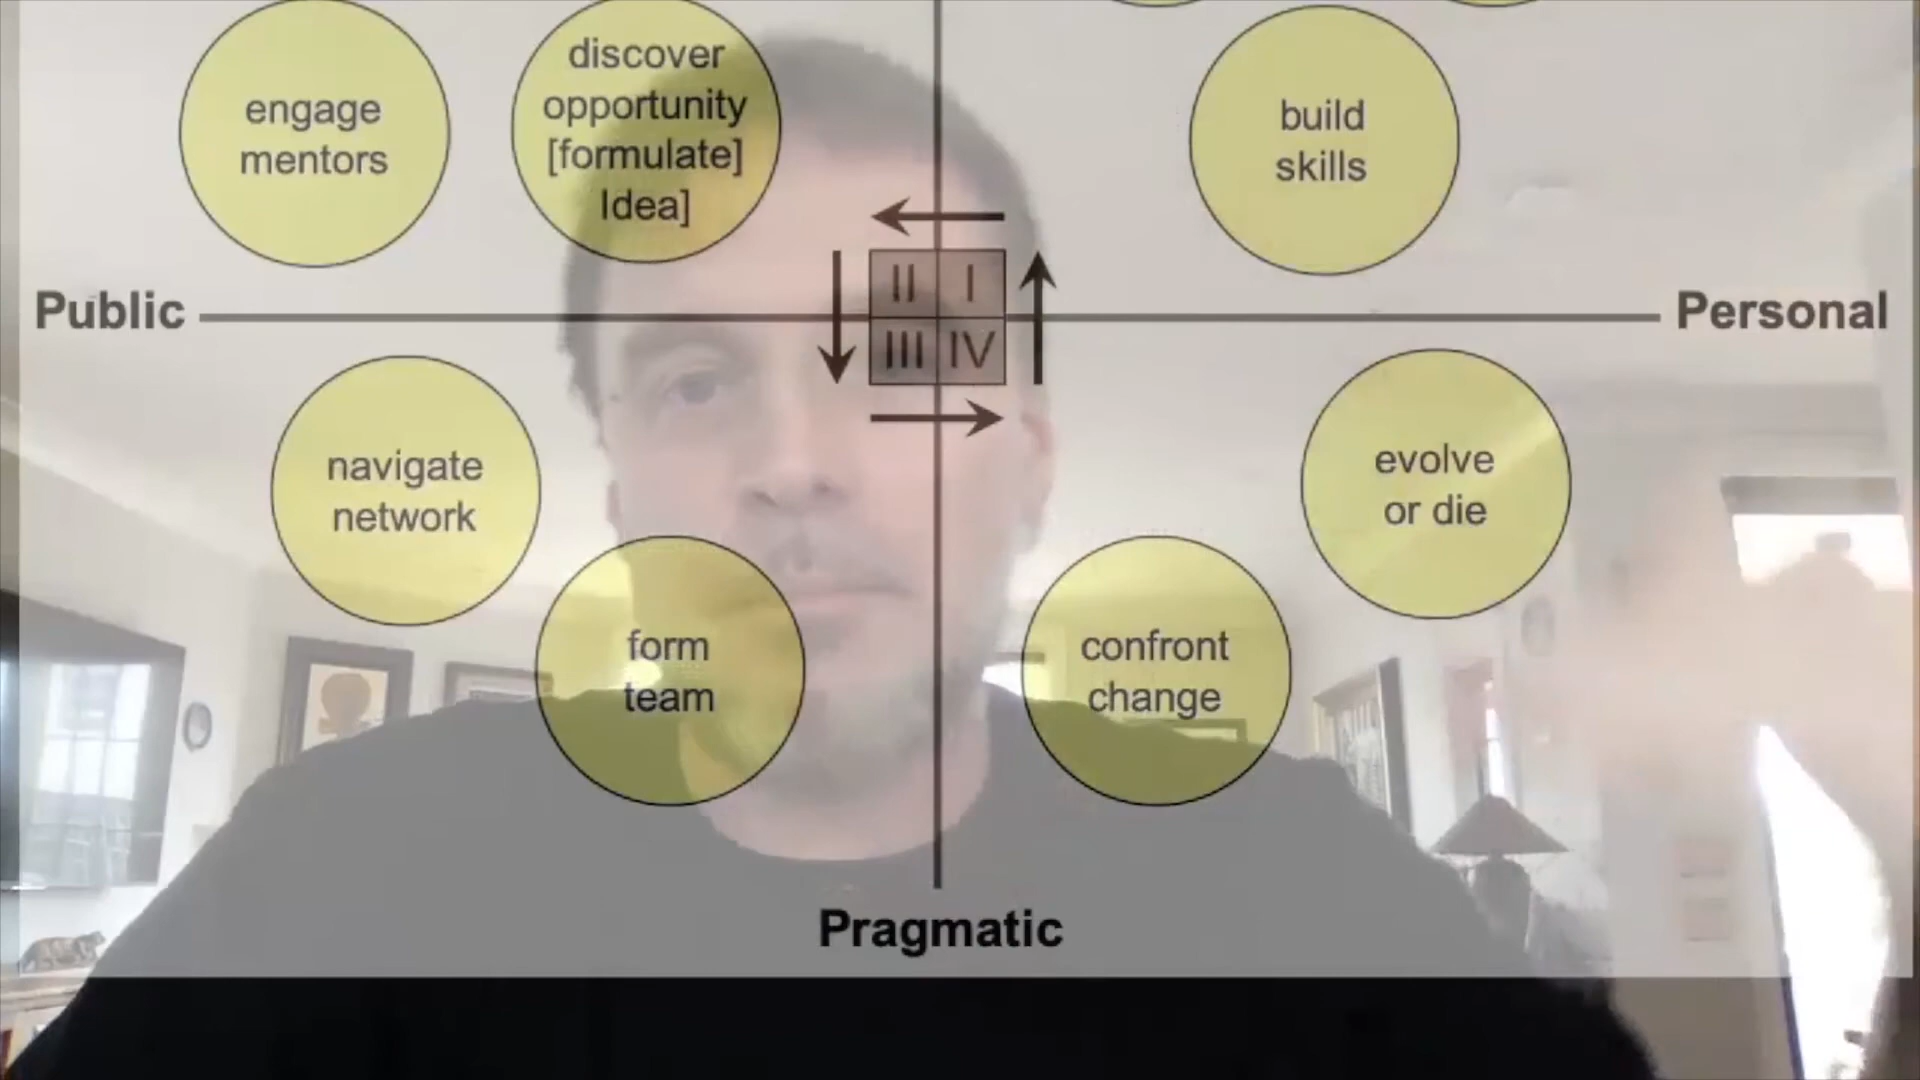 engage
mentors
discover
opportunity
[formulate]
Idea]
build
skills
II
I
Public
Personal
III
IV
navigate
network
evolve
or die
form
team
confront
change
Pragmatic